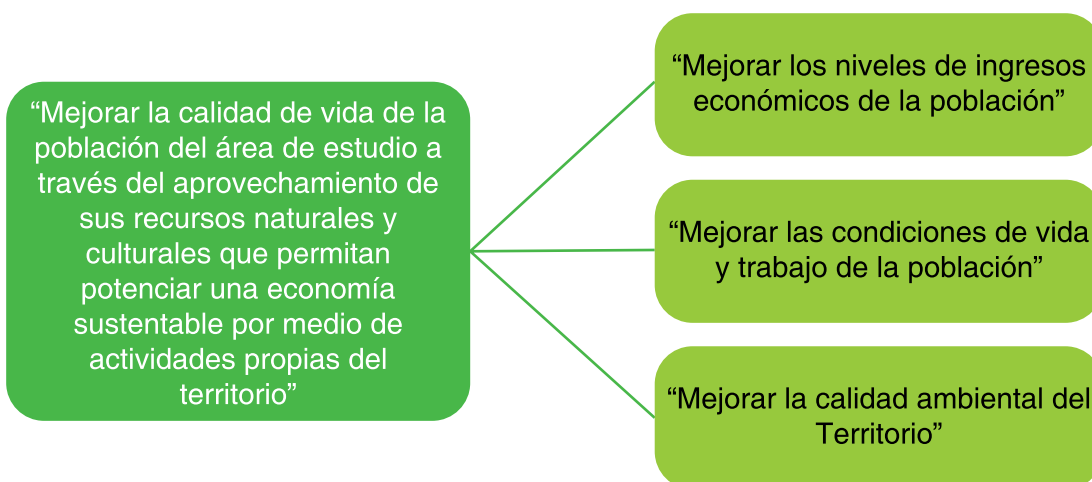 “Mejorar la calidad de vida de la
población del área de estudio a
través del aprovechamiento de
sus recursos naturales y
culturales que permitan
potenciar una economía
sustentable por medio de
actividades propias del
territorio”
“Mejorar los niveles de ingresos
económicos de la población”
“Mejorar las condiciones de vida
y trabajo de la población”
“Mejorar la calidad ambiental del
Territorio”